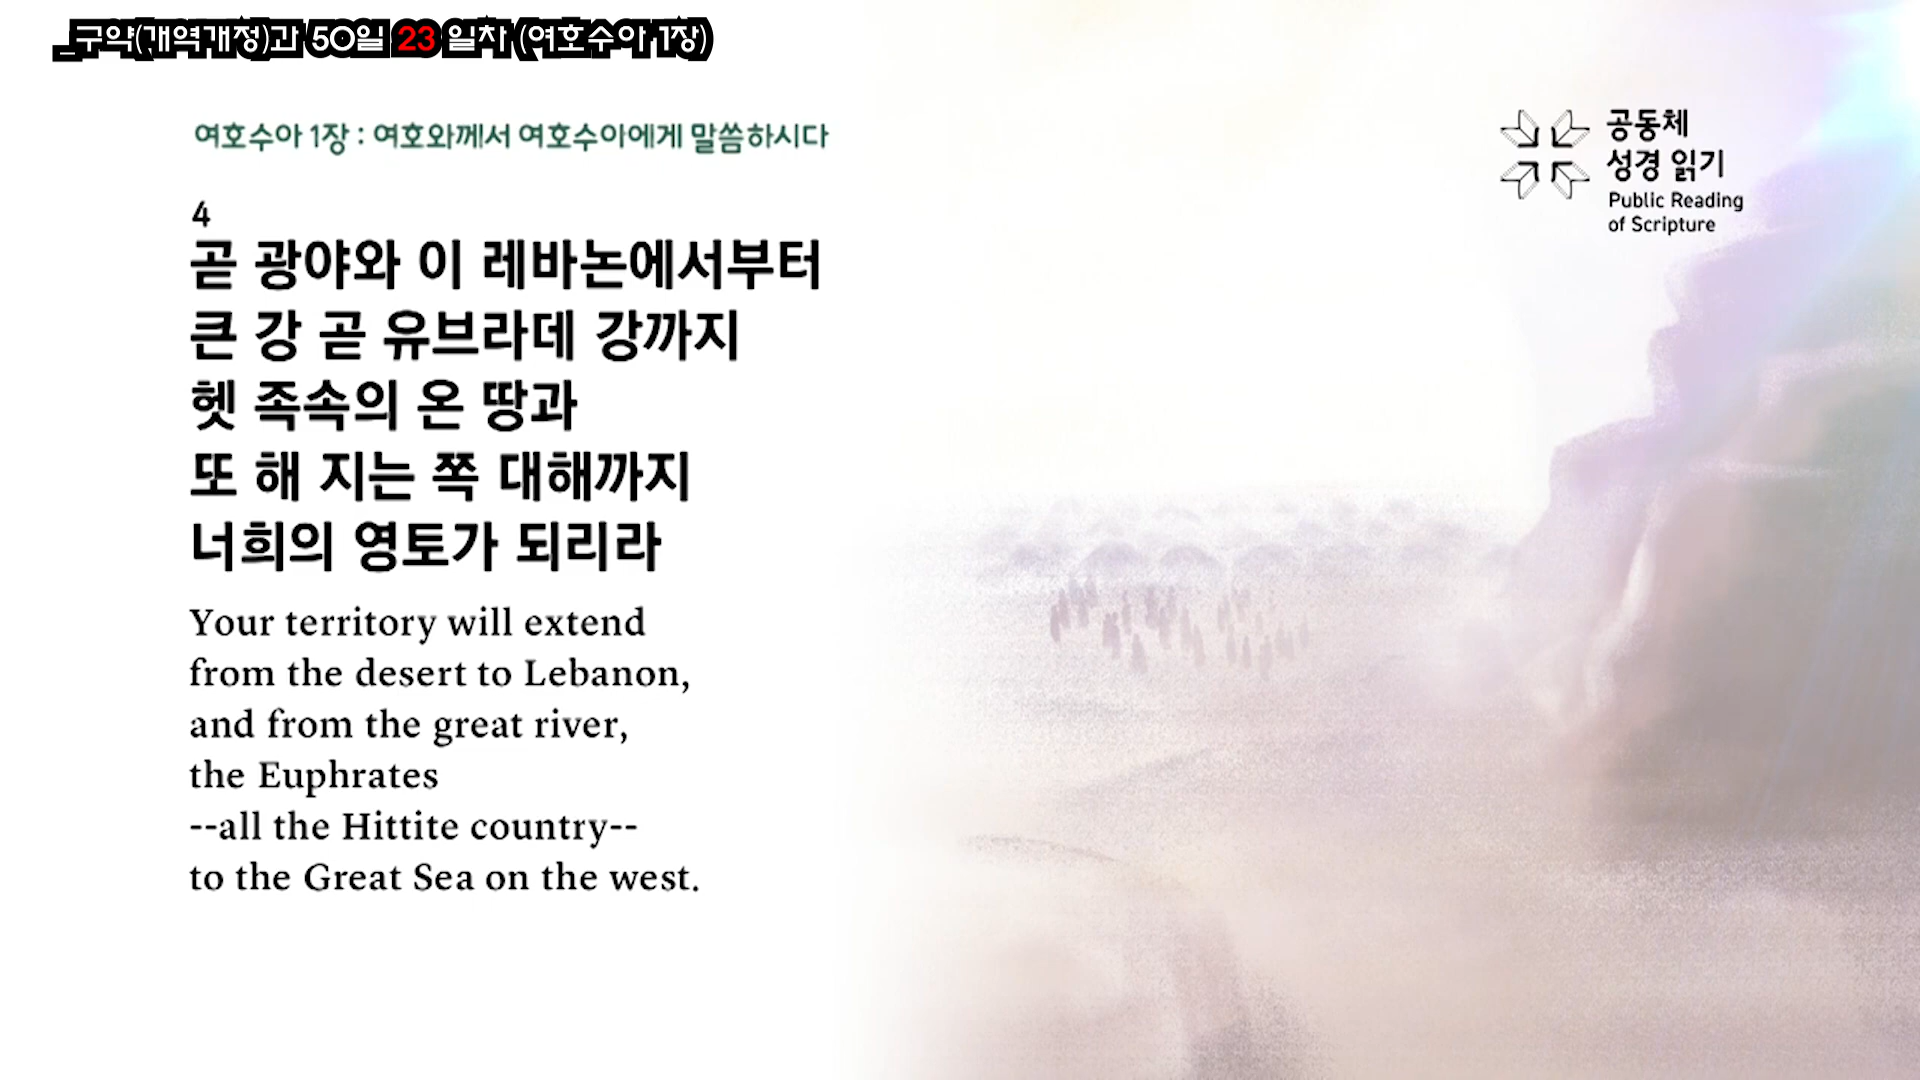 _구약(개역개정)과 50일 23 일차 (여호수아 1장)
여호수아 1장 : 여호와께서 여호수아에게 말씀하시다
공동체
성경 읽기
Public Reading
of Scripture
4
곧 광야와 이 레바논에서부터
큰 강 곧 유브라데 강까지
헷 족속의 온 땅과
또 해 지는 쪽 대해까지
너희의 영토가 되리라
Your territory will extend
from the desert to Lebanon,
and from the great river,
the Euphrates
--all the Hittite country--
to the Great Sea on the west.